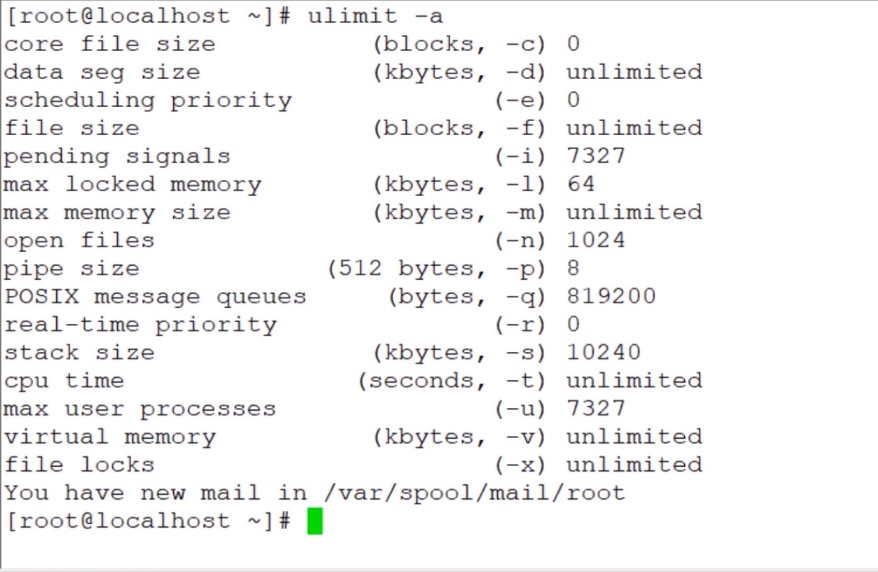 [root@localhost ~]# ulimit -a
core file size          (blocks, -c) 0
data seg size           (kbytes, -d) unlimited
scheduling priority             (-e) 0
file size               (blocks, -f) unlimited
pending signals                 (-i) 7327
max locked memory       (kbytes, -l) 64
max memory size         (kbytes, -m) unlimited
open files                      (-n) 1024
pipe size            (512 bytes, -p) 8
POSIX message queues     (bytes, -q) 819200
real-time priority              (-r) 0
stack size              (kbytes, -s) 10240
cpu time               (seconds, -t) unlimited
max user processes              (-u) 7327
virtual memory          (kbytes, -v) unlimited
file locks                      (-x) unlimited
You have new mail in /var/spool/mail/root
[root@localhost ~]#